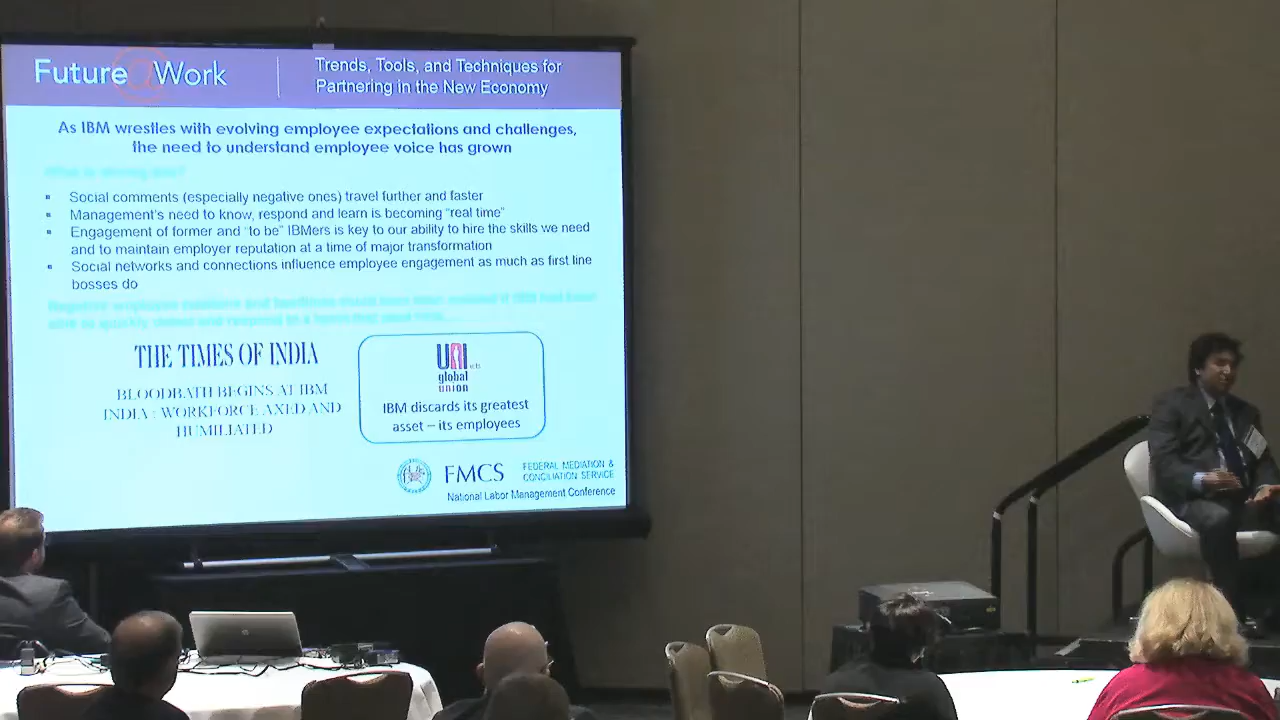 Future@Work
Trends, Tools, and Techniques for
Partnering in the New Economy
As IBM wrestles with evolving employee expectations and challenges,
the need to understand employee voice has grown
Social comments (especially negative ones) travel further and faster
Management's need to know, respond and learn is becoming "real time"
Engagement of former and "to be" IBMers is key to our ability to hire the skills we need
and to maintain employer reputation at a time of major transformation
Social networks and connections influence employee engagement as much as first line
bosses do
THE TIMES OF INDIA
BLOODBATH BEGINS AT IBM
INDIA : WORKFORCE AXED AND
HUMILIATED
UNI
global
union
IBM discards its greatest
asset – its employees
FMCS
FEDERAL MEDIATION &
CONCILIATION SERVICE
National Labor Management Conference